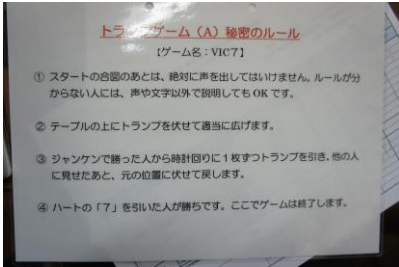 トランプゲーム（A）秘密のルール
【ゲーム名：VIC７】
① スタートの合図のあとは、絶対に声を出してはいけません。ルールが分
からない人には、声や文字以外で説明してもOKです。
② テーブルの上にトランプを伏せて適当に広げます。
③ ジャンケンで勝った人から時計回りに１枚ずつトランプを引き、他の人
に見せたあと、元の位置に伏せて戻します。
④ ハートの「７」を引いた人が勝ちです。ここでゲームは終了します。